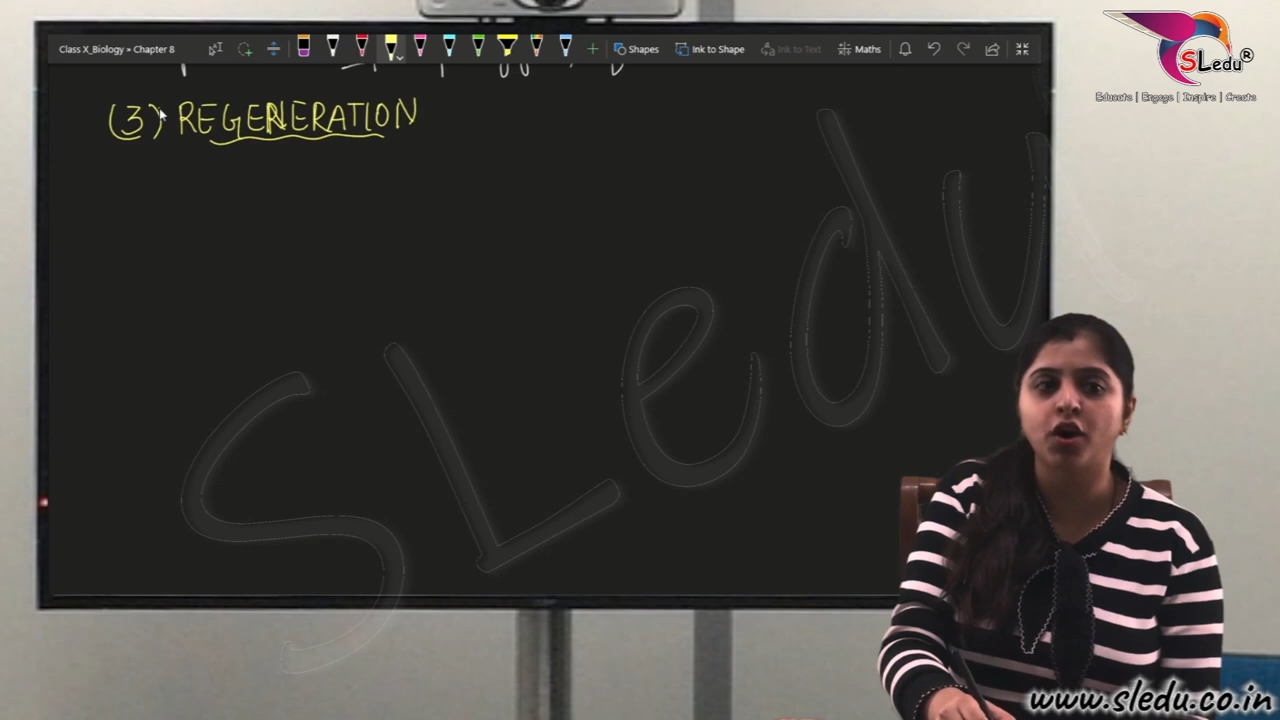 Class X_Biology » Chapter 8
Shapes
Ink to Shape
Ink to Text
Maths
(3) REGENERATION
SLedu
SLedu®
Educate | Engage | Inspire | Create
www.sledu.co.in